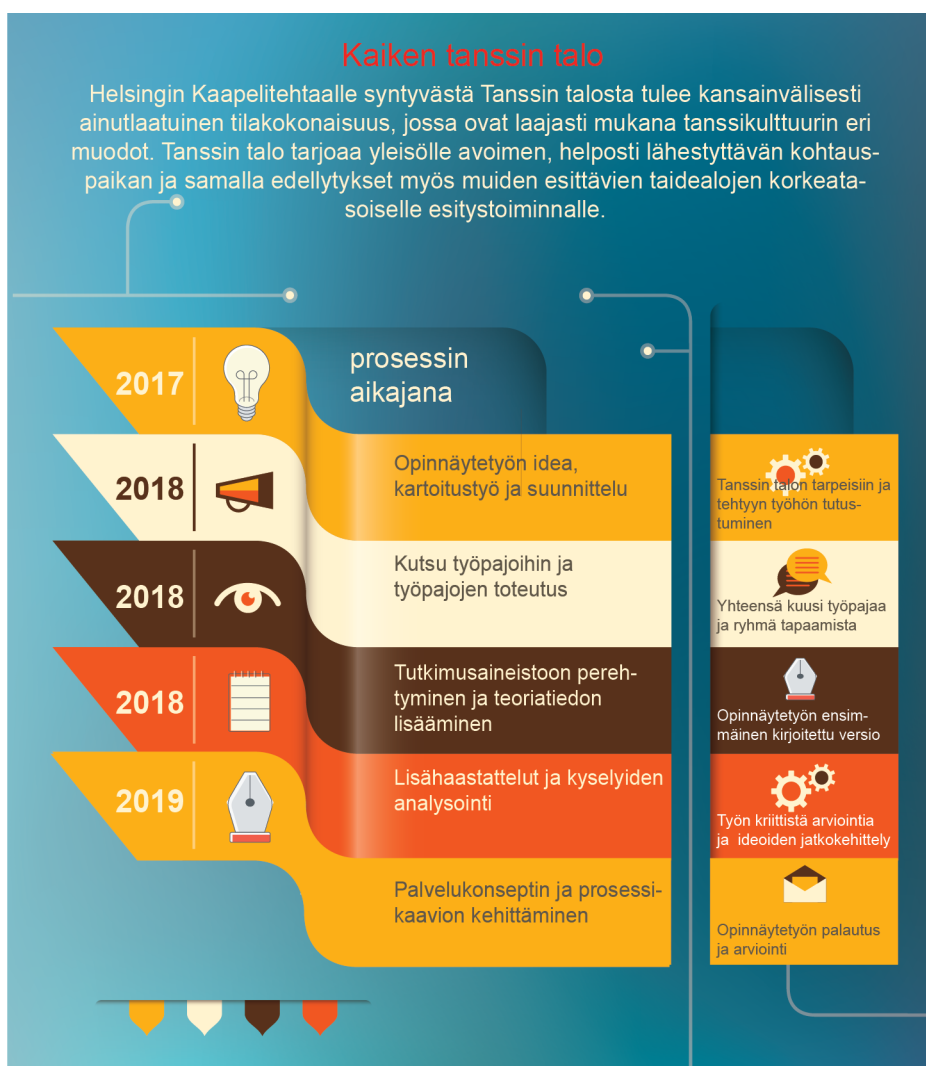 Kaiken tanssin talo
Helsingin Kaapelitehtaalle syntyvästä Tanssin talosta tulee kansainvälisesti
ainutlaatuinen tilakokonaisuus, jossa ovat laajasti mukana tanssikulttuurin eri
muodot. Tanssin talo tarjoaa yleisölle avoimen, helposti lähestyttävän kohtaus-
paikan ja samalla edellytykset myös muiden esittävien taidealojen korkeata-
soiselle esitystoiminnalle.
prosessin
aikajana
2017
Opinnäytetyön idea,
kartoitustyö ja suunnittelu
Tanssin talon tarpeisiin ja
tehtyyn työhön tutus-
tuminen
2018
Kutsu työpajoihin ja
työpajojen toteutus
Yhteensä kuusi työpajaa
ja ryhmä tapaamista
2018
Tutkimusaineistoon pereh-
tyminen ja teoriatiedon
lisääminen
Opinnäytetyön ensim-
mäinen kirjoitettu versio
2018
Lisähaastattelut ja kyselyiden
analysointi
Työn kriittistä arviointia
ja  ideoiden jatkokehittely
2019
Palvelukonseptin ja prosessi-
kaavion kehittäminen
Opinnäytetyön palautus
ja arviointi